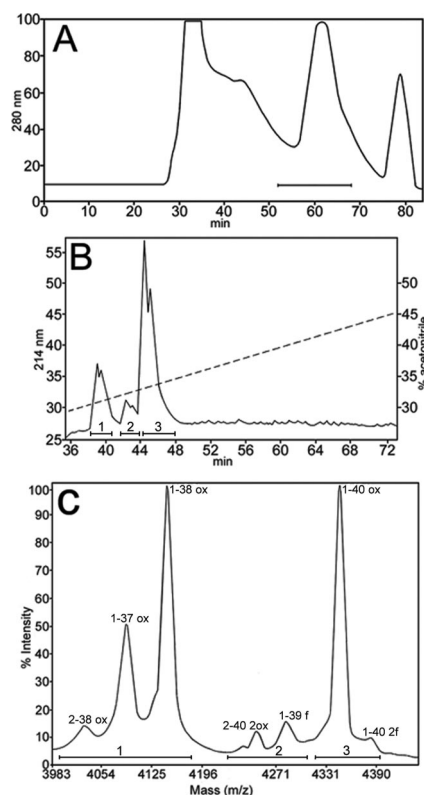 A
100
80
60
40
20
0
280 nm
0 10 20 30 40 50 60 70 80
min
B
55
50
45
40
35
30
25
214 nm
50
45
40
35
30
% acetonitrile
1 2 3
36 40 44 48 52 56 60 64 68 72
min
C
100
90
80
70
60
50
40
30
20
10
0
% Intensity
1-38 ox
1-40 ox
1-37 ox
2-38 ox
2-40 2ox
1-39 f
1-40 2f
1 2 3
3983 4054 4125 4196 4271 4331 4390
Mass (m/z)